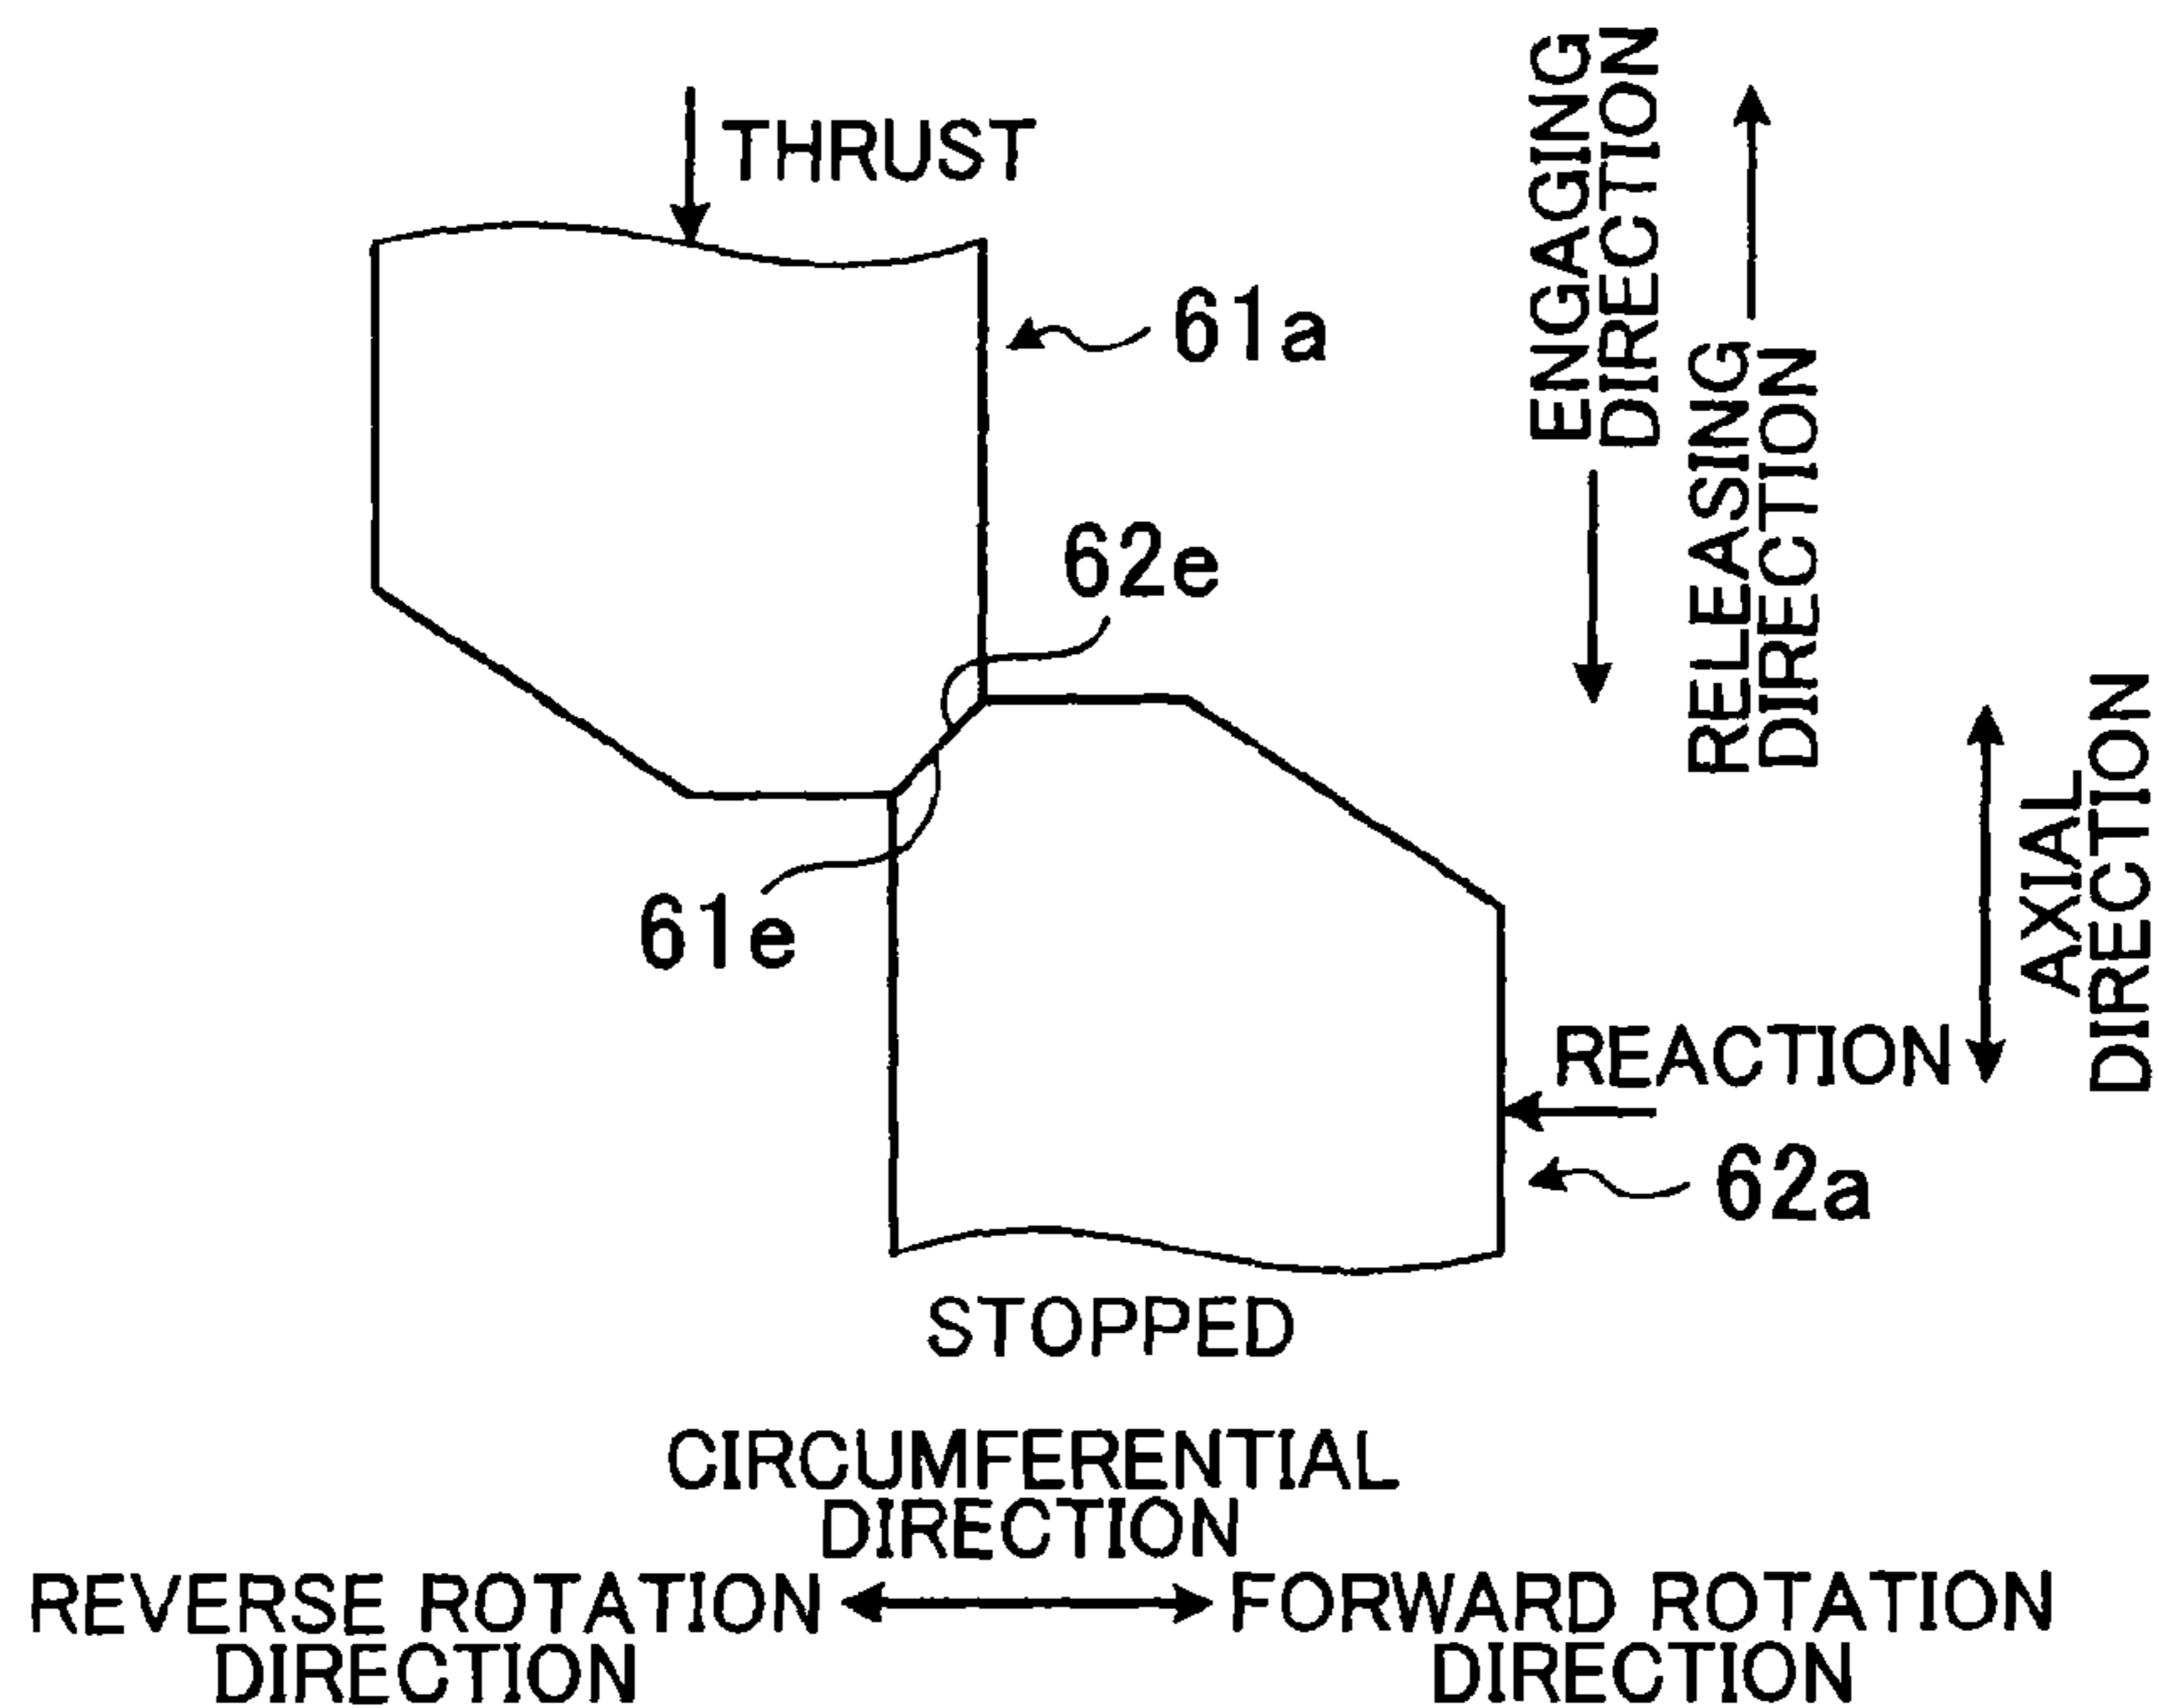 THRUST
61a
ENGAGING
DIRECTION
RELEASING
DIRECTION
62e
61e
AXIAL
DIRECTION
REACTION
62a
STOPPED
CIRCUMFERENTIAL
DIRECTION
REVERSE ROTATION
DIRECTION
FORWARD ROTATION
DIRECTION